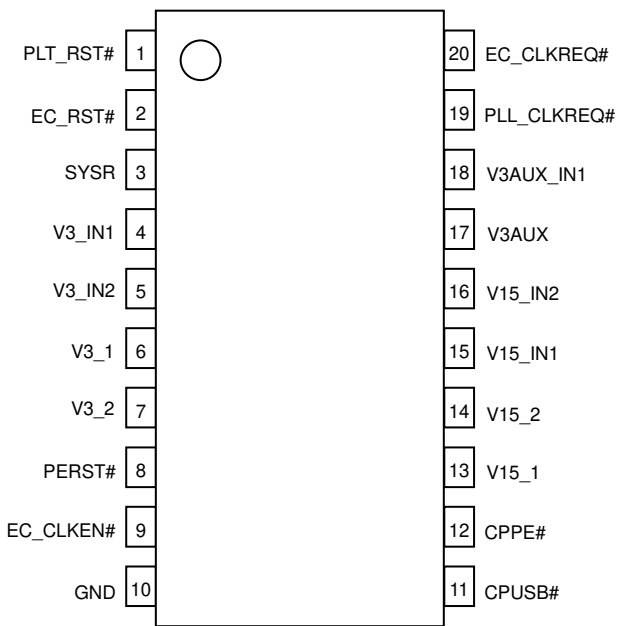 PLT_RST# 1 20 EC_CLKREQ#
EC_RST# 2 19 PLL_CLKREQ#
SYSR 3 18 V3AUX_IN1
V3_IN1 4 17 V3AUX
V3_IN2 5 16 V15_IN2
V3_1 6 15 V15_IN1
V3_2 7 14 V15_2
PERST# 8 13 V15_1
EC_CLKEN# 9 12 CPPE#
GND 10 11 CPUSB#